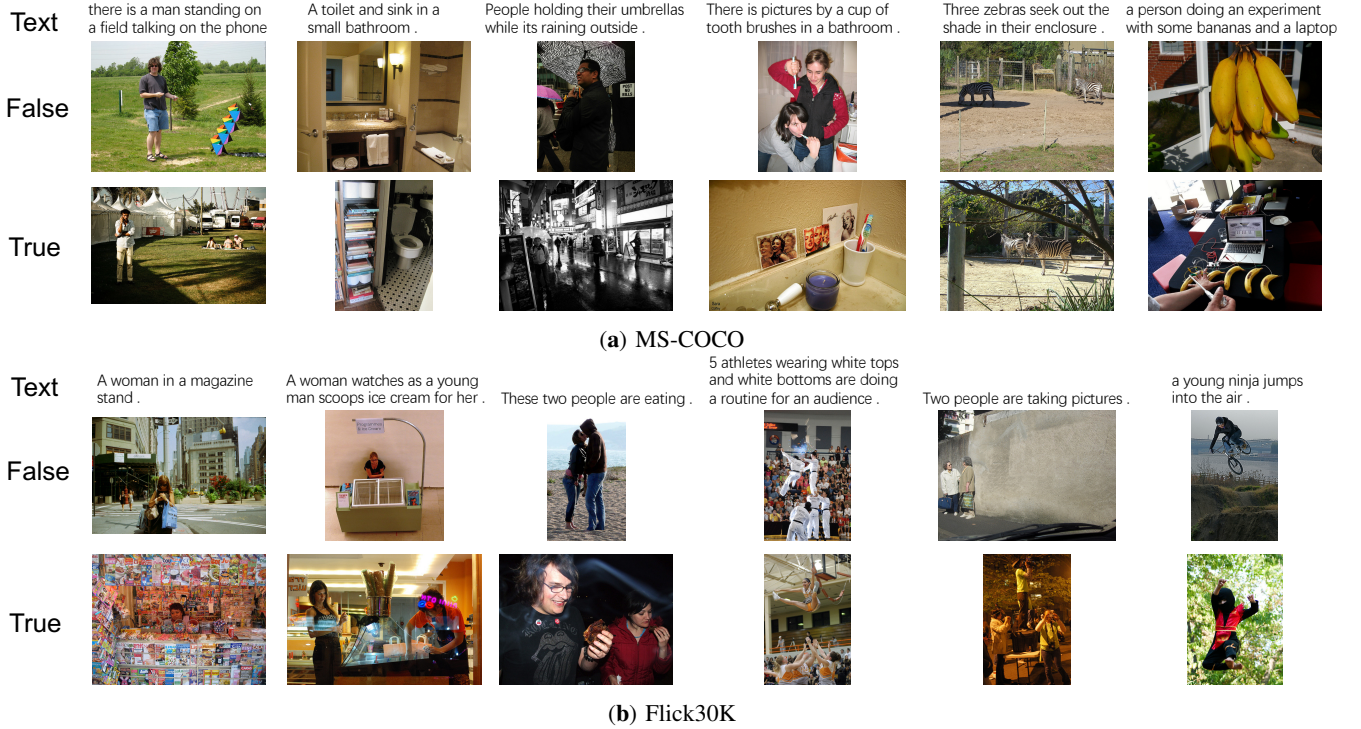 Text
there is a man standing on
a field talking on the phone
A toilet and sink in a
small bathroom .
People holding their umbrellas
while its raining outside .
There is pictures by a cup of
tooth brushes in a bathroom .
Three zebras seek out the
shade in their enclosure .
a person doing an experiment
with some bananas and a laptop
False
POST
NO
BILLS
True
(a) MS-COCO
Text
A woman in a magazine
stand .
A woman watches as a young
man scoops ice cream for her .
These two people are eating .
5 athletes wearing white tops
and white bottoms are doing
a routine for an audience .
Two people are taking pictures .
a young ninja jumps
into the air .
False
True
(b) Flick30K